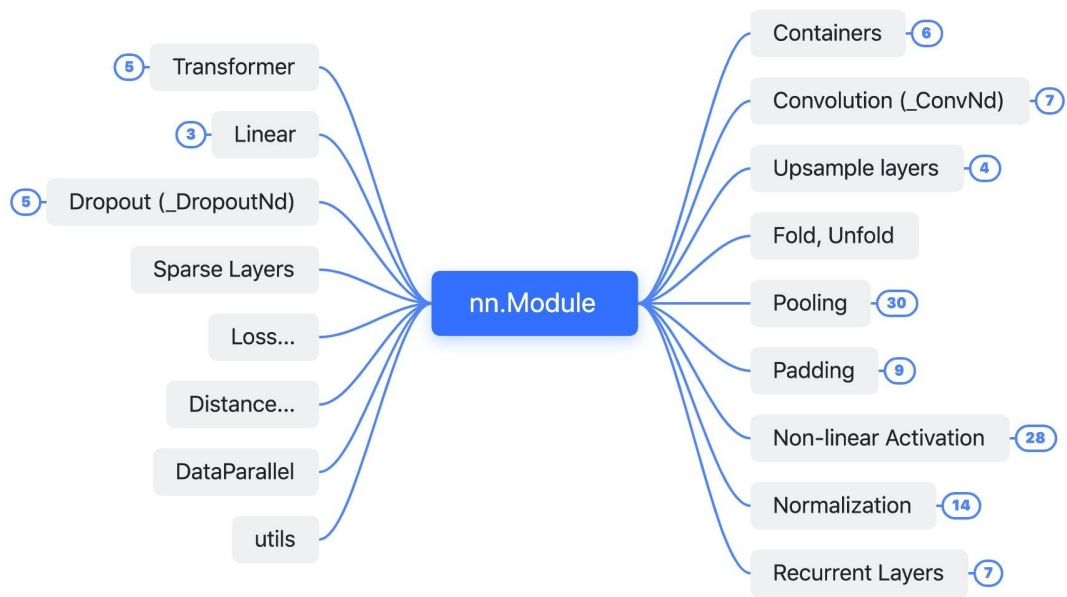 nn.Module
Containers 6
Convolution (_ConvNd) 7
Upsample layers 4
Fold, Unfold
Pooling 30
Padding 9
Non-linear Activation 28
Normalization 14
Recurrent Layers 7
5 Transformer
3 Linear
5 Dropout (_DropoutNd)
Sparse Layers
Loss...
Distance...
DataParallel
utils